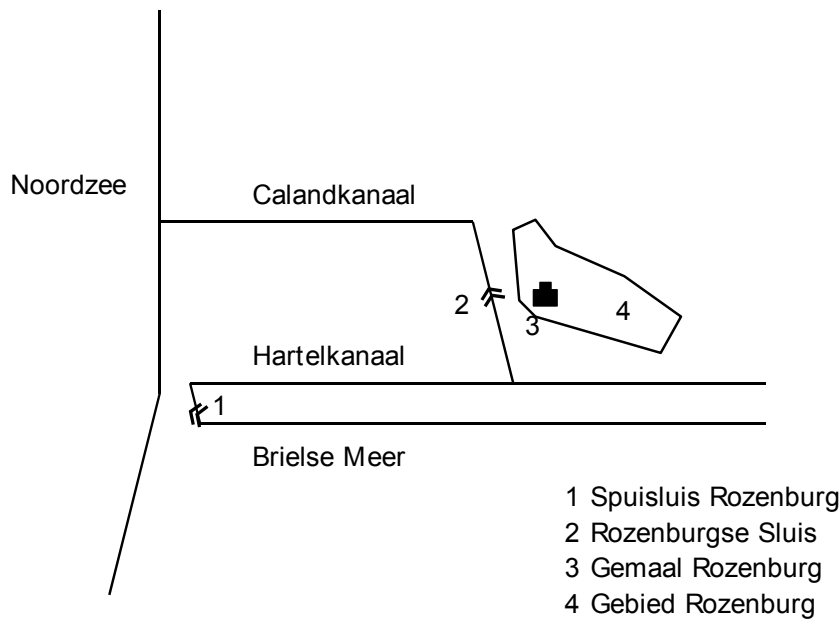 Noordzee
Calandkanaal
2
4
3
Hartelkanaal
1
Brielse Meer
1 Spuisluis Rozenburg
2 Rozenburgse Sluis
3 Gemaal Rozenburg
4 Gebied Rozenburg